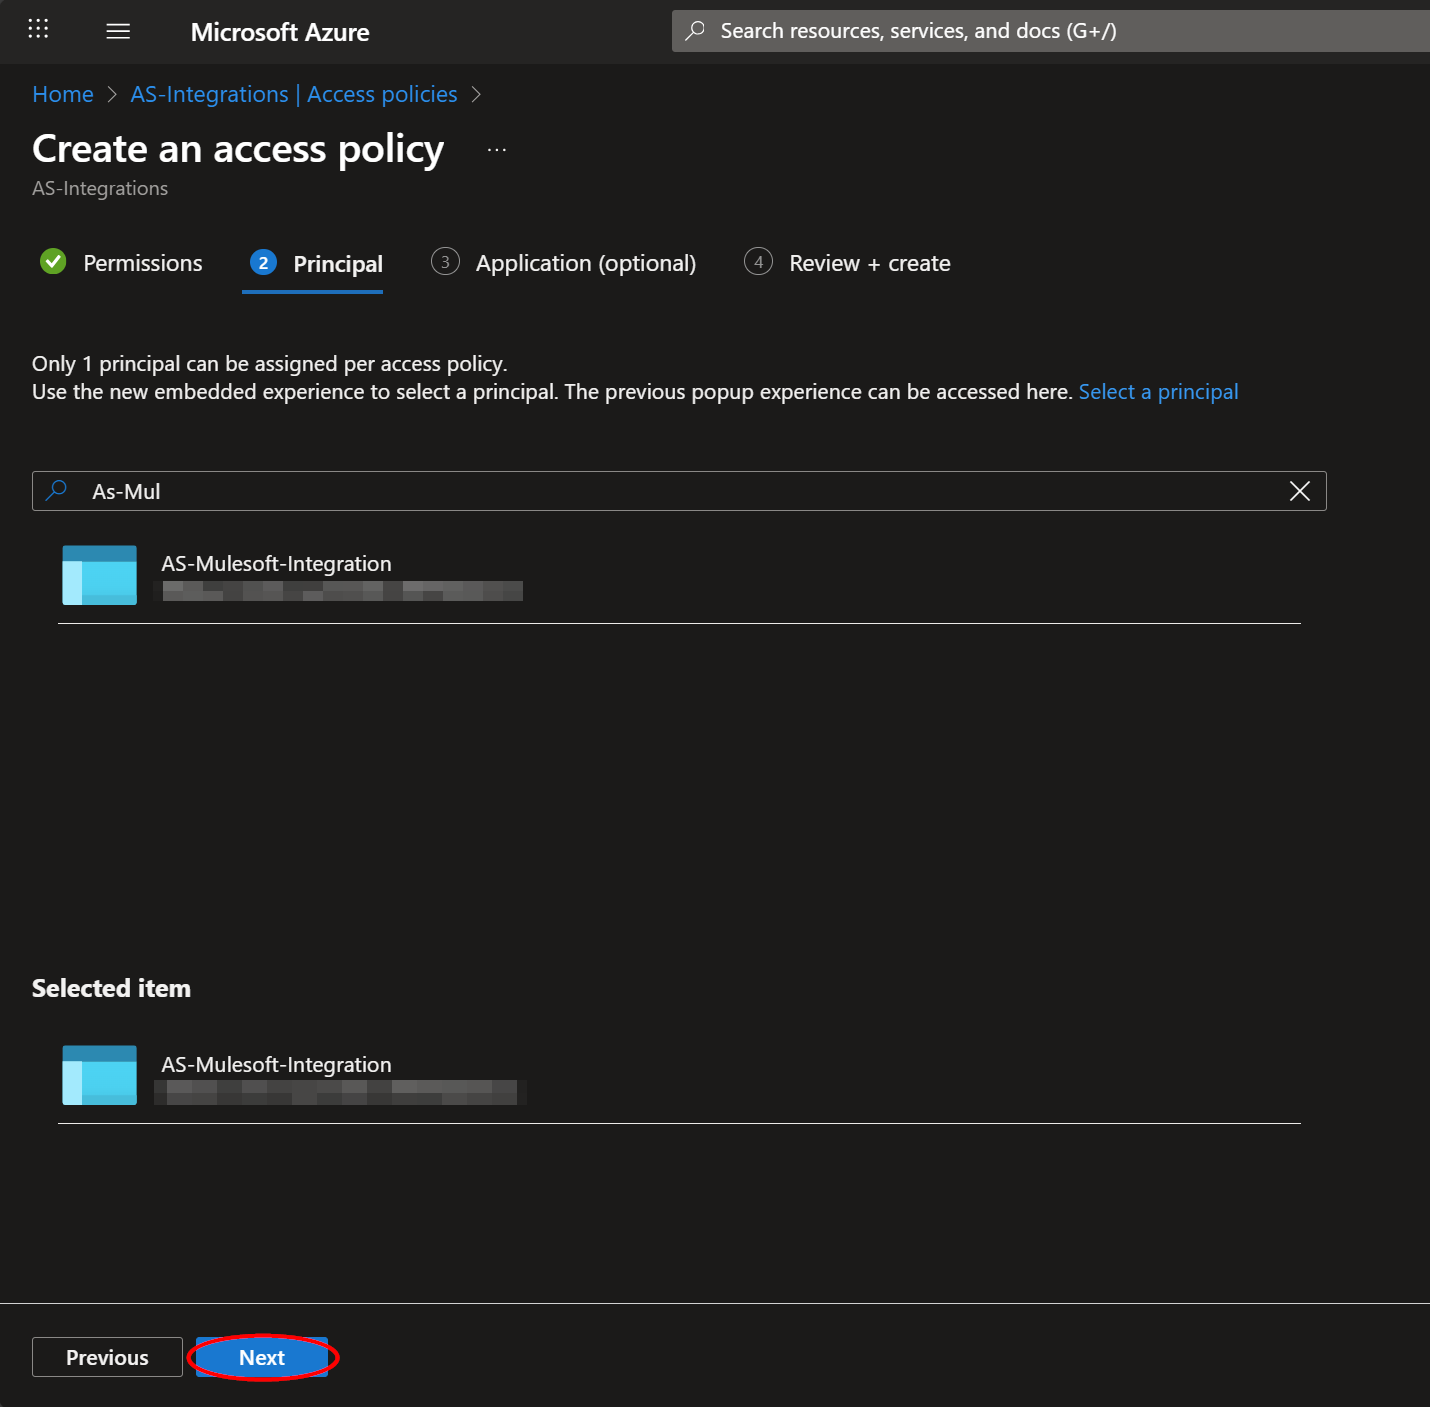 Microsoft Azure
Search resources, services, and docs (G+/)
Home > AS-Integrations | Access policies >
Create an access policy ...
AS-Integrations
Permissions
2 Principal
3 Application (optional)
4 Review + create
Only 1 principal can be assigned per access policy.
Use the new embedded experience to select a principal. The previous popup experience can be accessed here. Select a principal
As-Mul
AS-Mulesoft-Integration
Selected item
AS-Mulesoft-Integration
Previous
Next